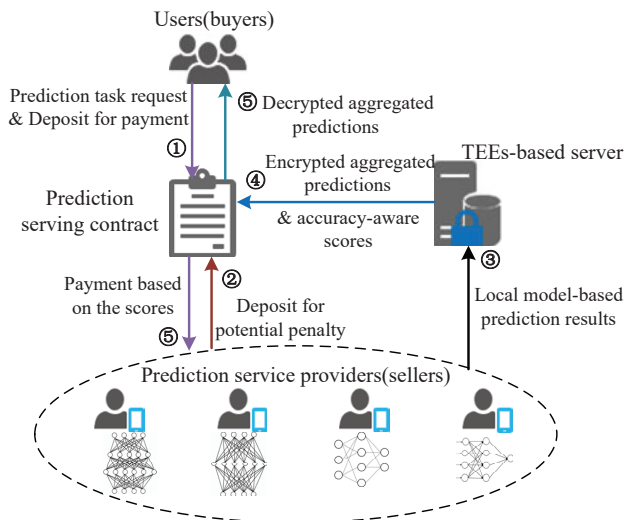 Users(buyers)
Prediction task request
& Deposit for payment
①
⑤ Decrypted aggregated
predictions
TEEs-based server
Encrypted aggregated
④ predictions
& accuracy-aware
scores
Prediction
serving contract
②
③
Payment based
on the scores
⑤
Deposit for
potential penalty
Local model-based
prediction results
Prediction service providers(sellers)